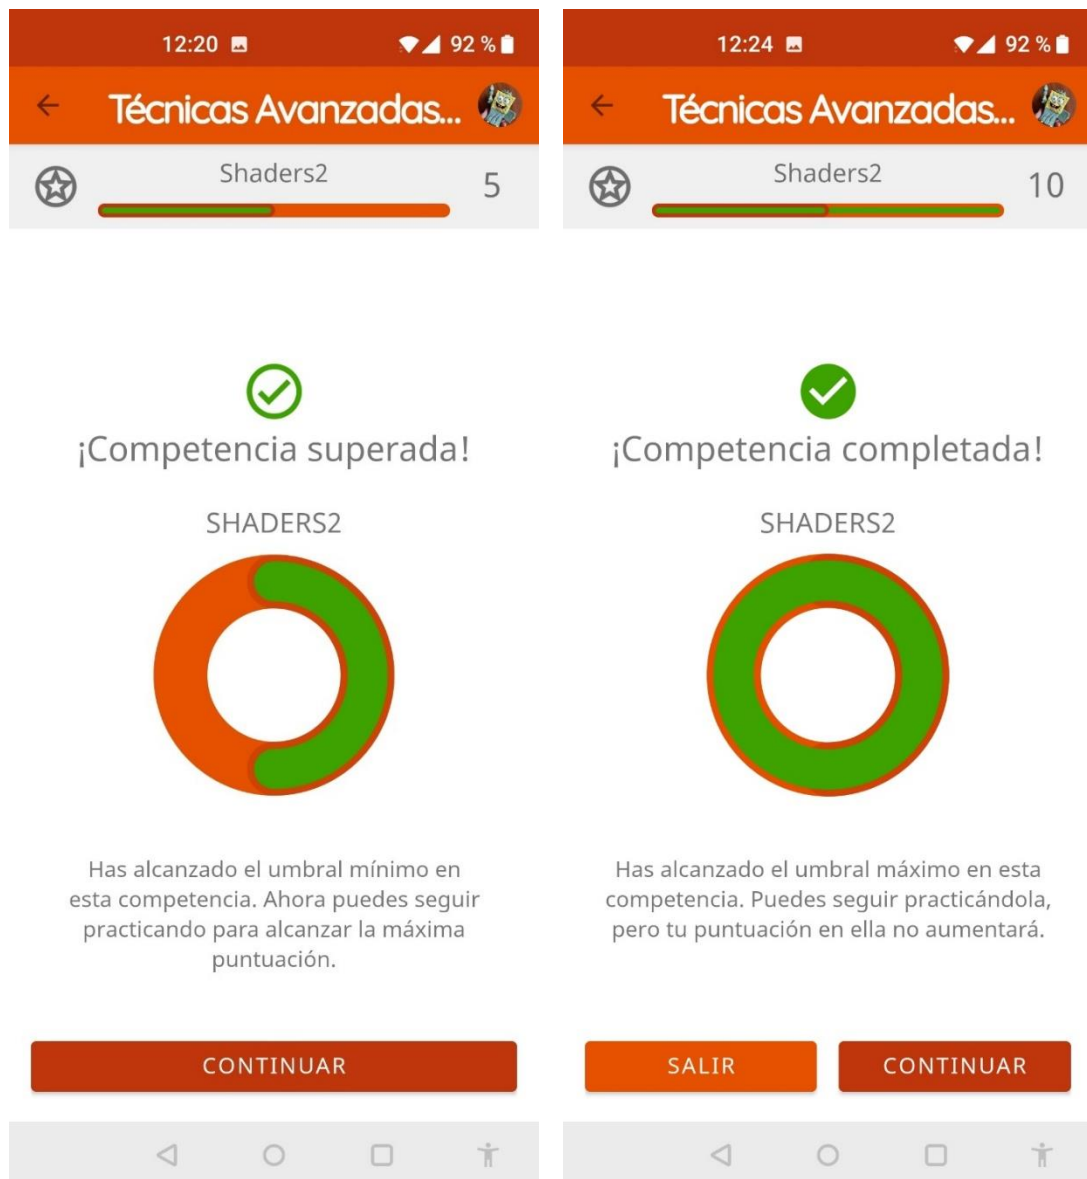 12:20 92 %
Técnicas Avanzadas...
Shaders2
5
¡Competencia superada!
SHADERS2
Has alcanzado el umbral mínimo en
esta competencia. Ahora puedes seguir
practicando para alcanzar la máxima
puntuación.
CONTINUAR
12:24 92 %
Técnicas Avanzadas...
Shaders2
10
¡Competencia completada!
SHADERS2
Has alcanzado el umbral máximo en esta
competencia. Puedes seguir practicándola,
pero tu puntuación en ella no aumentará.
SALIR CONTINUAR